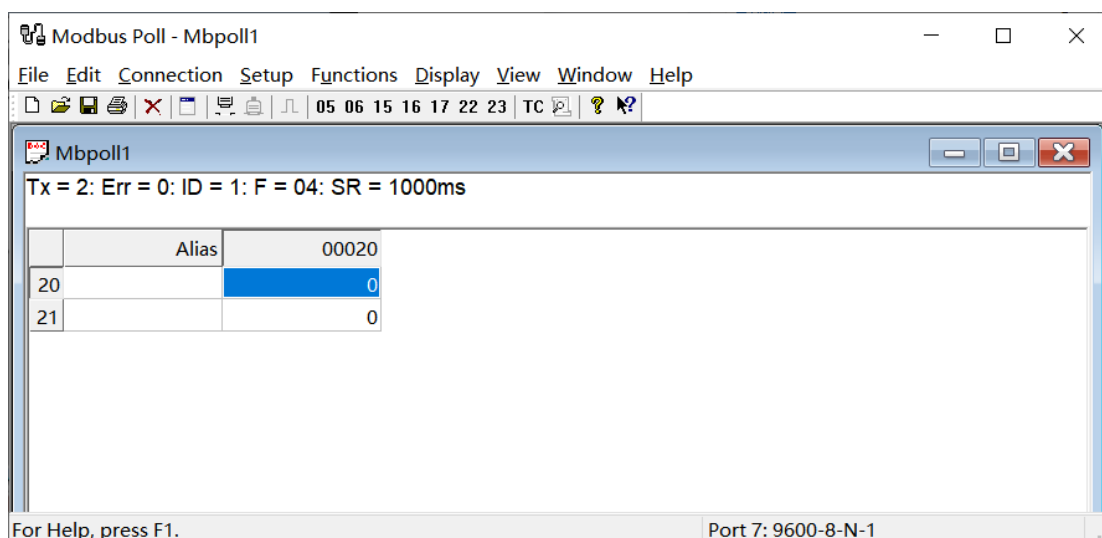 Modbus Poll - Mbpoll1
File Edit Connection Setup Functions Display View Window Help
05 06 15 16 17 22 23 TC
Mbpoll1
Tx = 2: Err = 0: ID = 1: F = 04: SR = 1000ms
Alias 00020
20 0
21 0
For Help, press F1. Port 7: 9600-8-N-1